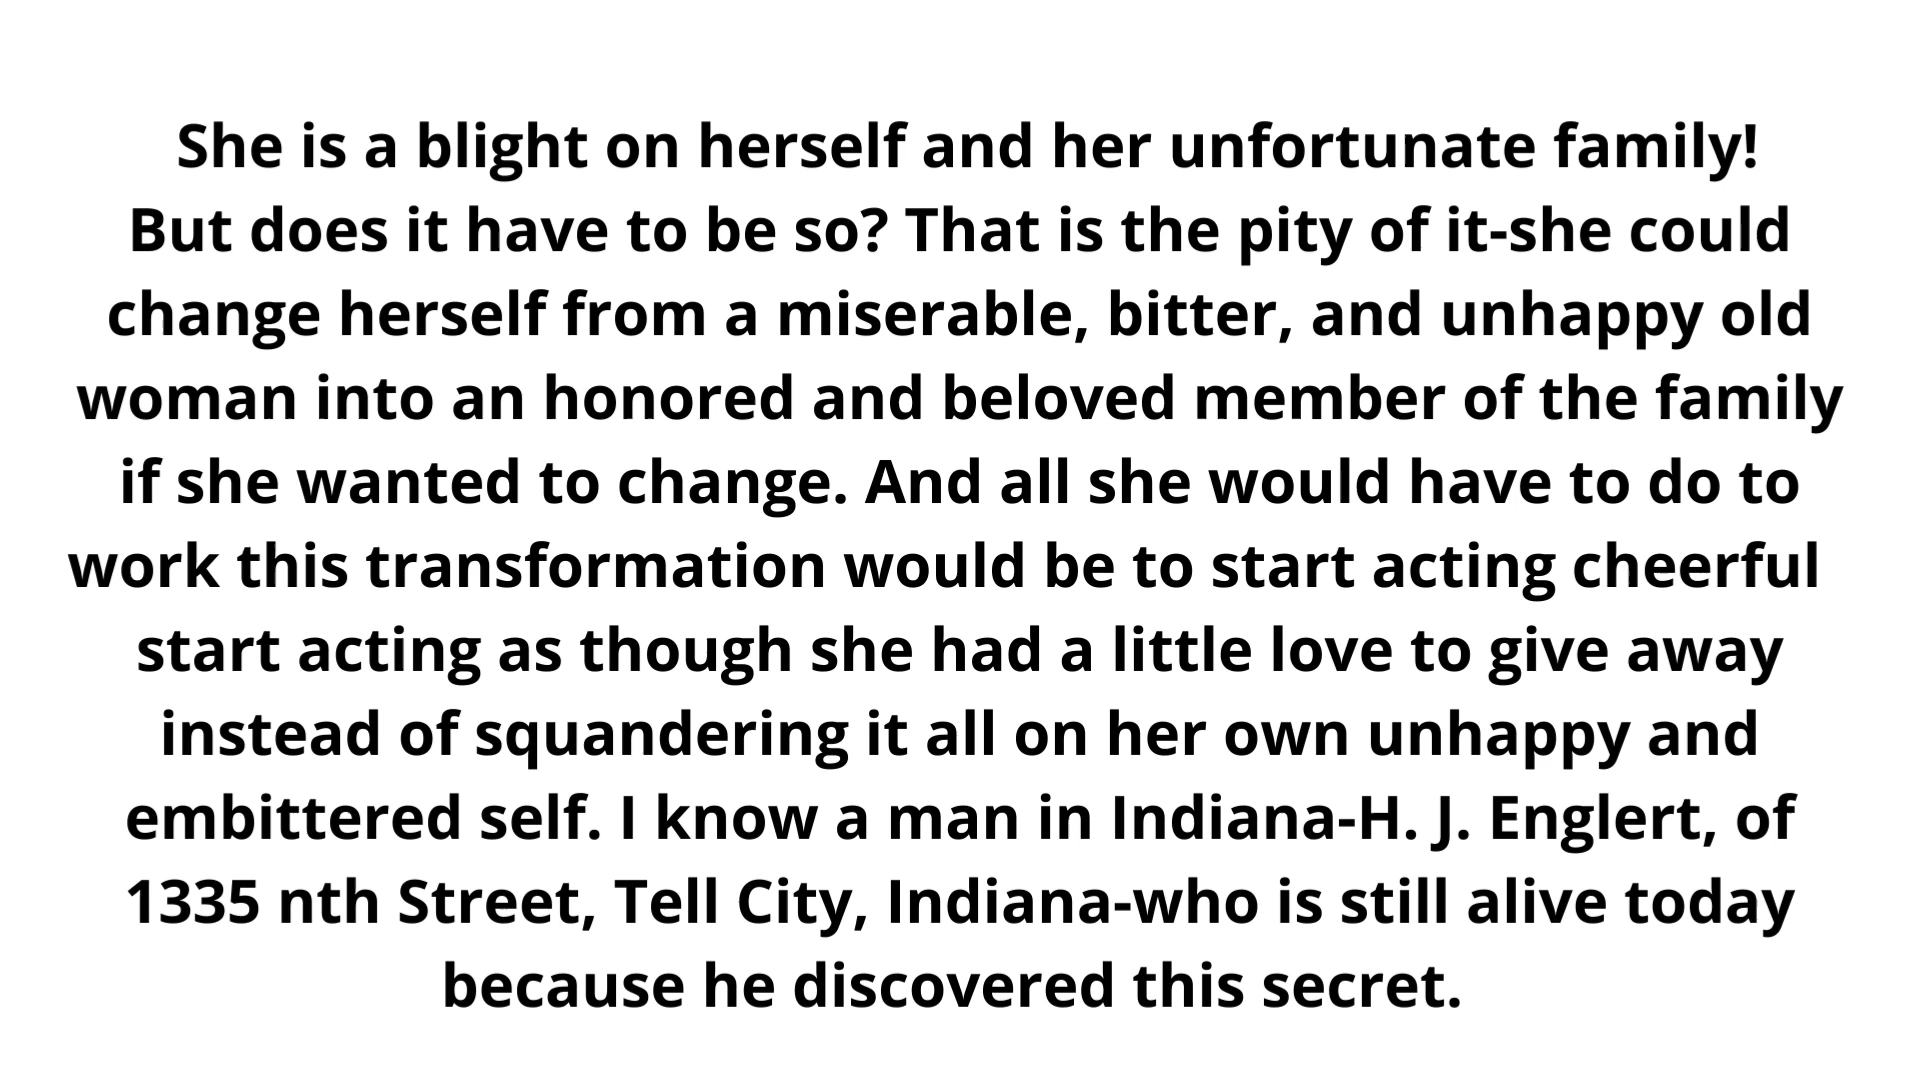 She is a blight on herself and her unfortunate family!
But does it have to be so? That is the pity of it-she could
change herself from a miserable, bitter, and unhappy old
woman into an honored and beloved member of the family
if she wanted to change. And all she would have to do to
work this transformation would be to start acting cheerful
start acting as though she had a little love to give away
instead of squandering it all on her own unhappy and
embittered self. I know a man in Indiana-H. J. Englert, of
1335 nth Street, Tell City, Indiana-who is still alive today
because he discovered this secret.